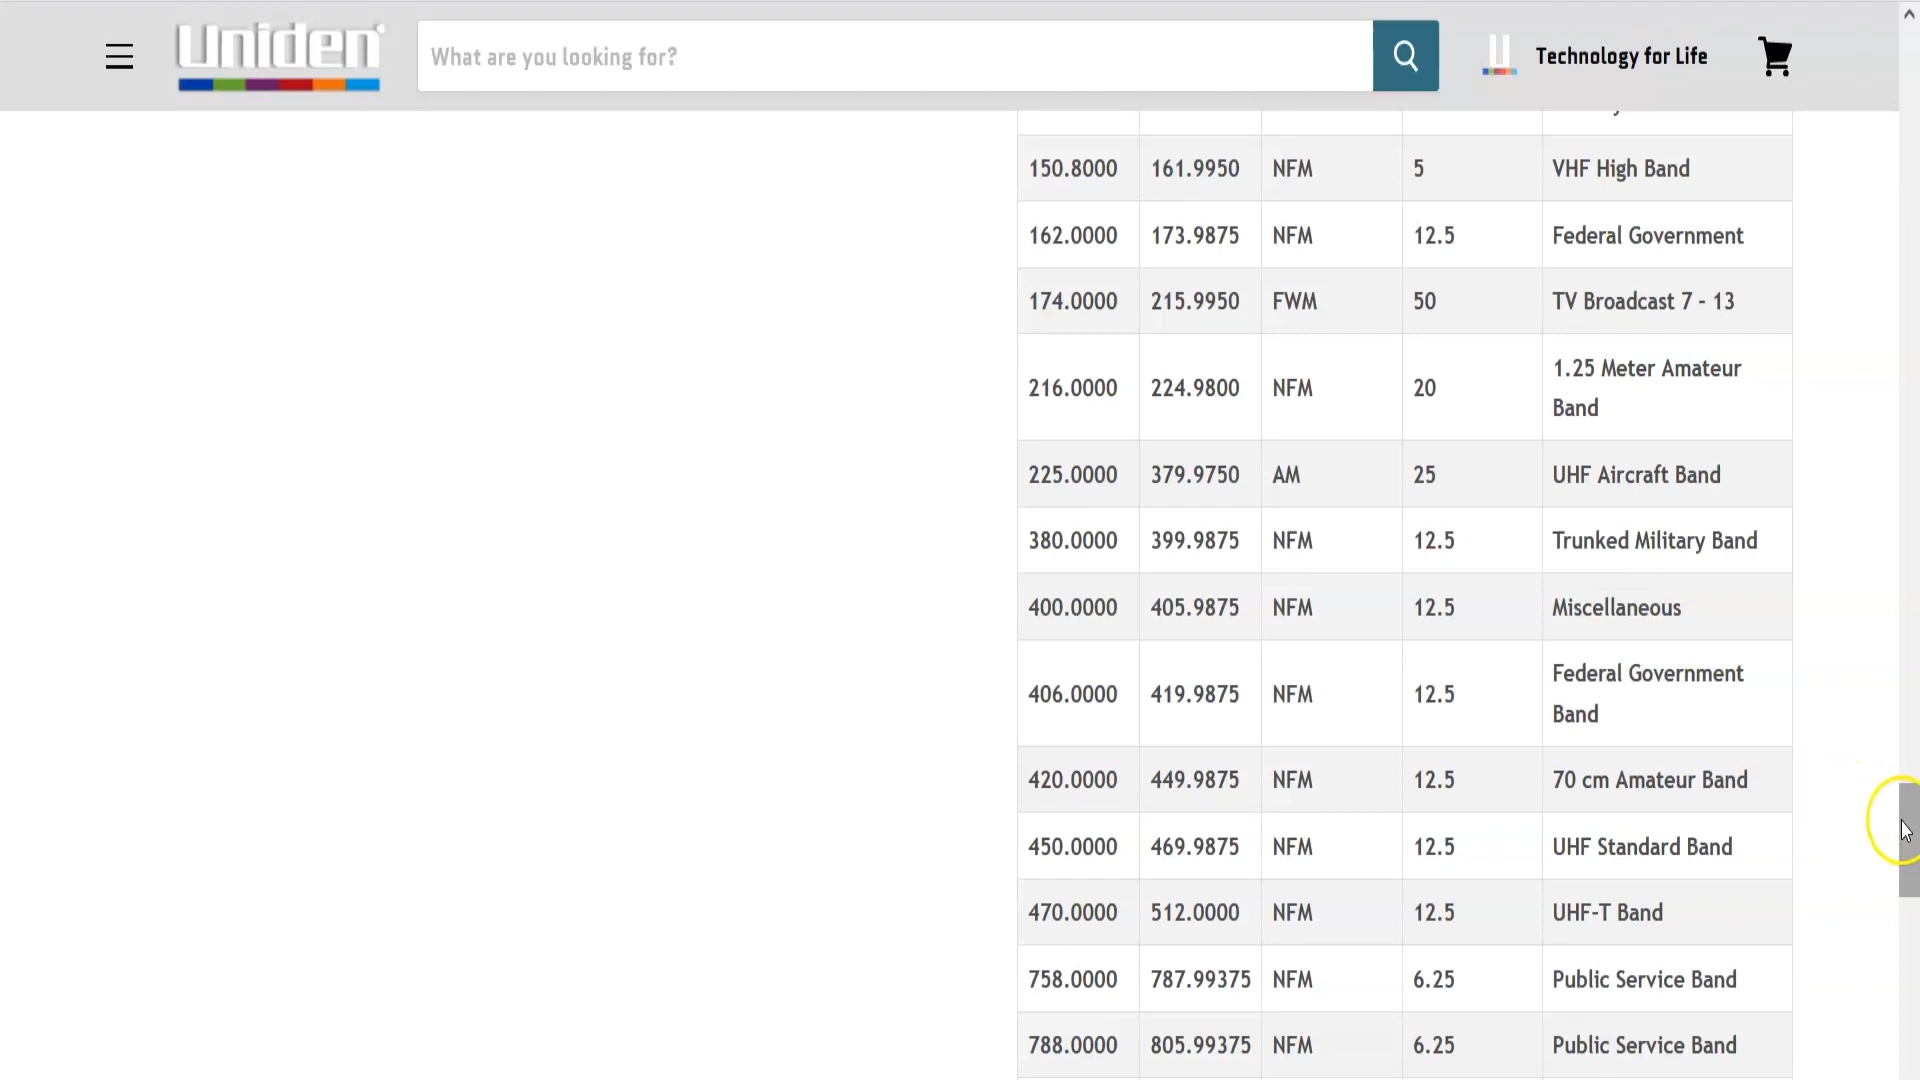 Uniden
What are you looking for?
U
Technology for Life
150.8000 161.9950 NFM 5 VHF High Band
162.0000 173.9875 NFM 12.5 Federal Government
174.0000 215.9950 FWM 50 TV Broadcast 7 - 13
216.0000 224.9800 NFM 20 1.25 Meter Amateur
Band
225.0000 379.9750 AM 25 UHF Aircraft Band
380.0000 399.9875 NFM 12.5 Trunked Military Band
400.0000 405.9875 NFM 12.5 Miscellaneous
406.0000 419.9875 NFM 12.5 Federal Government
Band
420.0000 449.9875 NFM 12.5 70 cm Amateur Band
450.0000 469.9875 NFM 12.5 UHF Standard Band
470.0000 512.0000 NFM 12.5 UHF-T Band
758.0000 787.99375 NFM 6.25 Public Service Band
788.0000 805.99375 NFM 6.25 Public Service Band